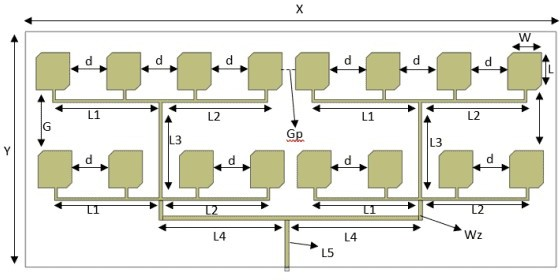 X
W
d d d d d d
L
L1 L2 L1 L2
G
Gp
L3 L3
Y
d d d d
L1 L2 L1 L2
L4 L4 Wz
L5